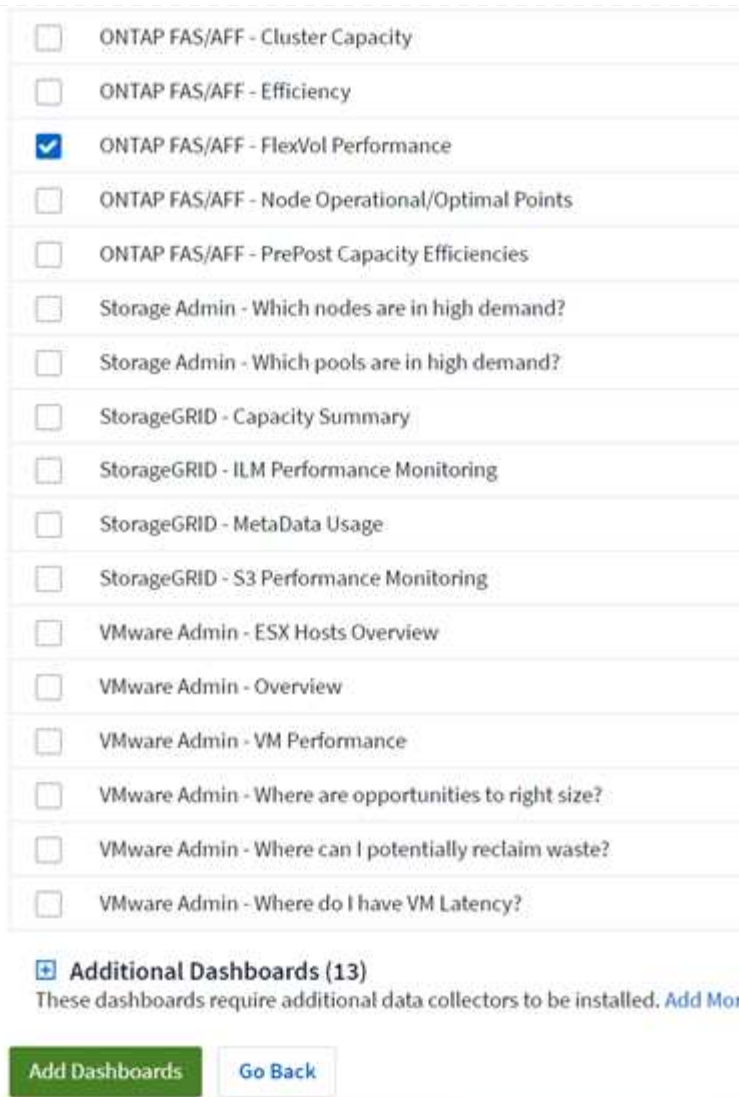 ONTAP FAS/AFF - Cluster Capacity
ONTAP FAS/AFF - Efficiency
ONTAP FAS/AFF - FlexVol Performance
ONTAP FAS/AFF - Node Operational/Optimal Points
ONTAP FAS/AFF - PrePost Capacity Efficiencies
Storage Admin - Which nodes are in high demand?
Storage Admin - Which pools are in high demand?
StorageGRID - Capacity Summary
StorageGRID - ILM Performance Monitoring
StorageGRID - MetaData Usage
StorageGRID - S3 Performance Monitoring
VMware Admin - ESX Hosts Overview
VMware Admin - Overview
VMware Admin - VM Performance
VMware Admin - Where are opportunities to right size?
VMware Admin - Where can I potentially reclaim waste?
VMware Admin - Where do I have VM Latency?
Additional Dashboards (13)
These dashboards require additional data collectors to be installed. Add Mor
Add Dashboards Go Back